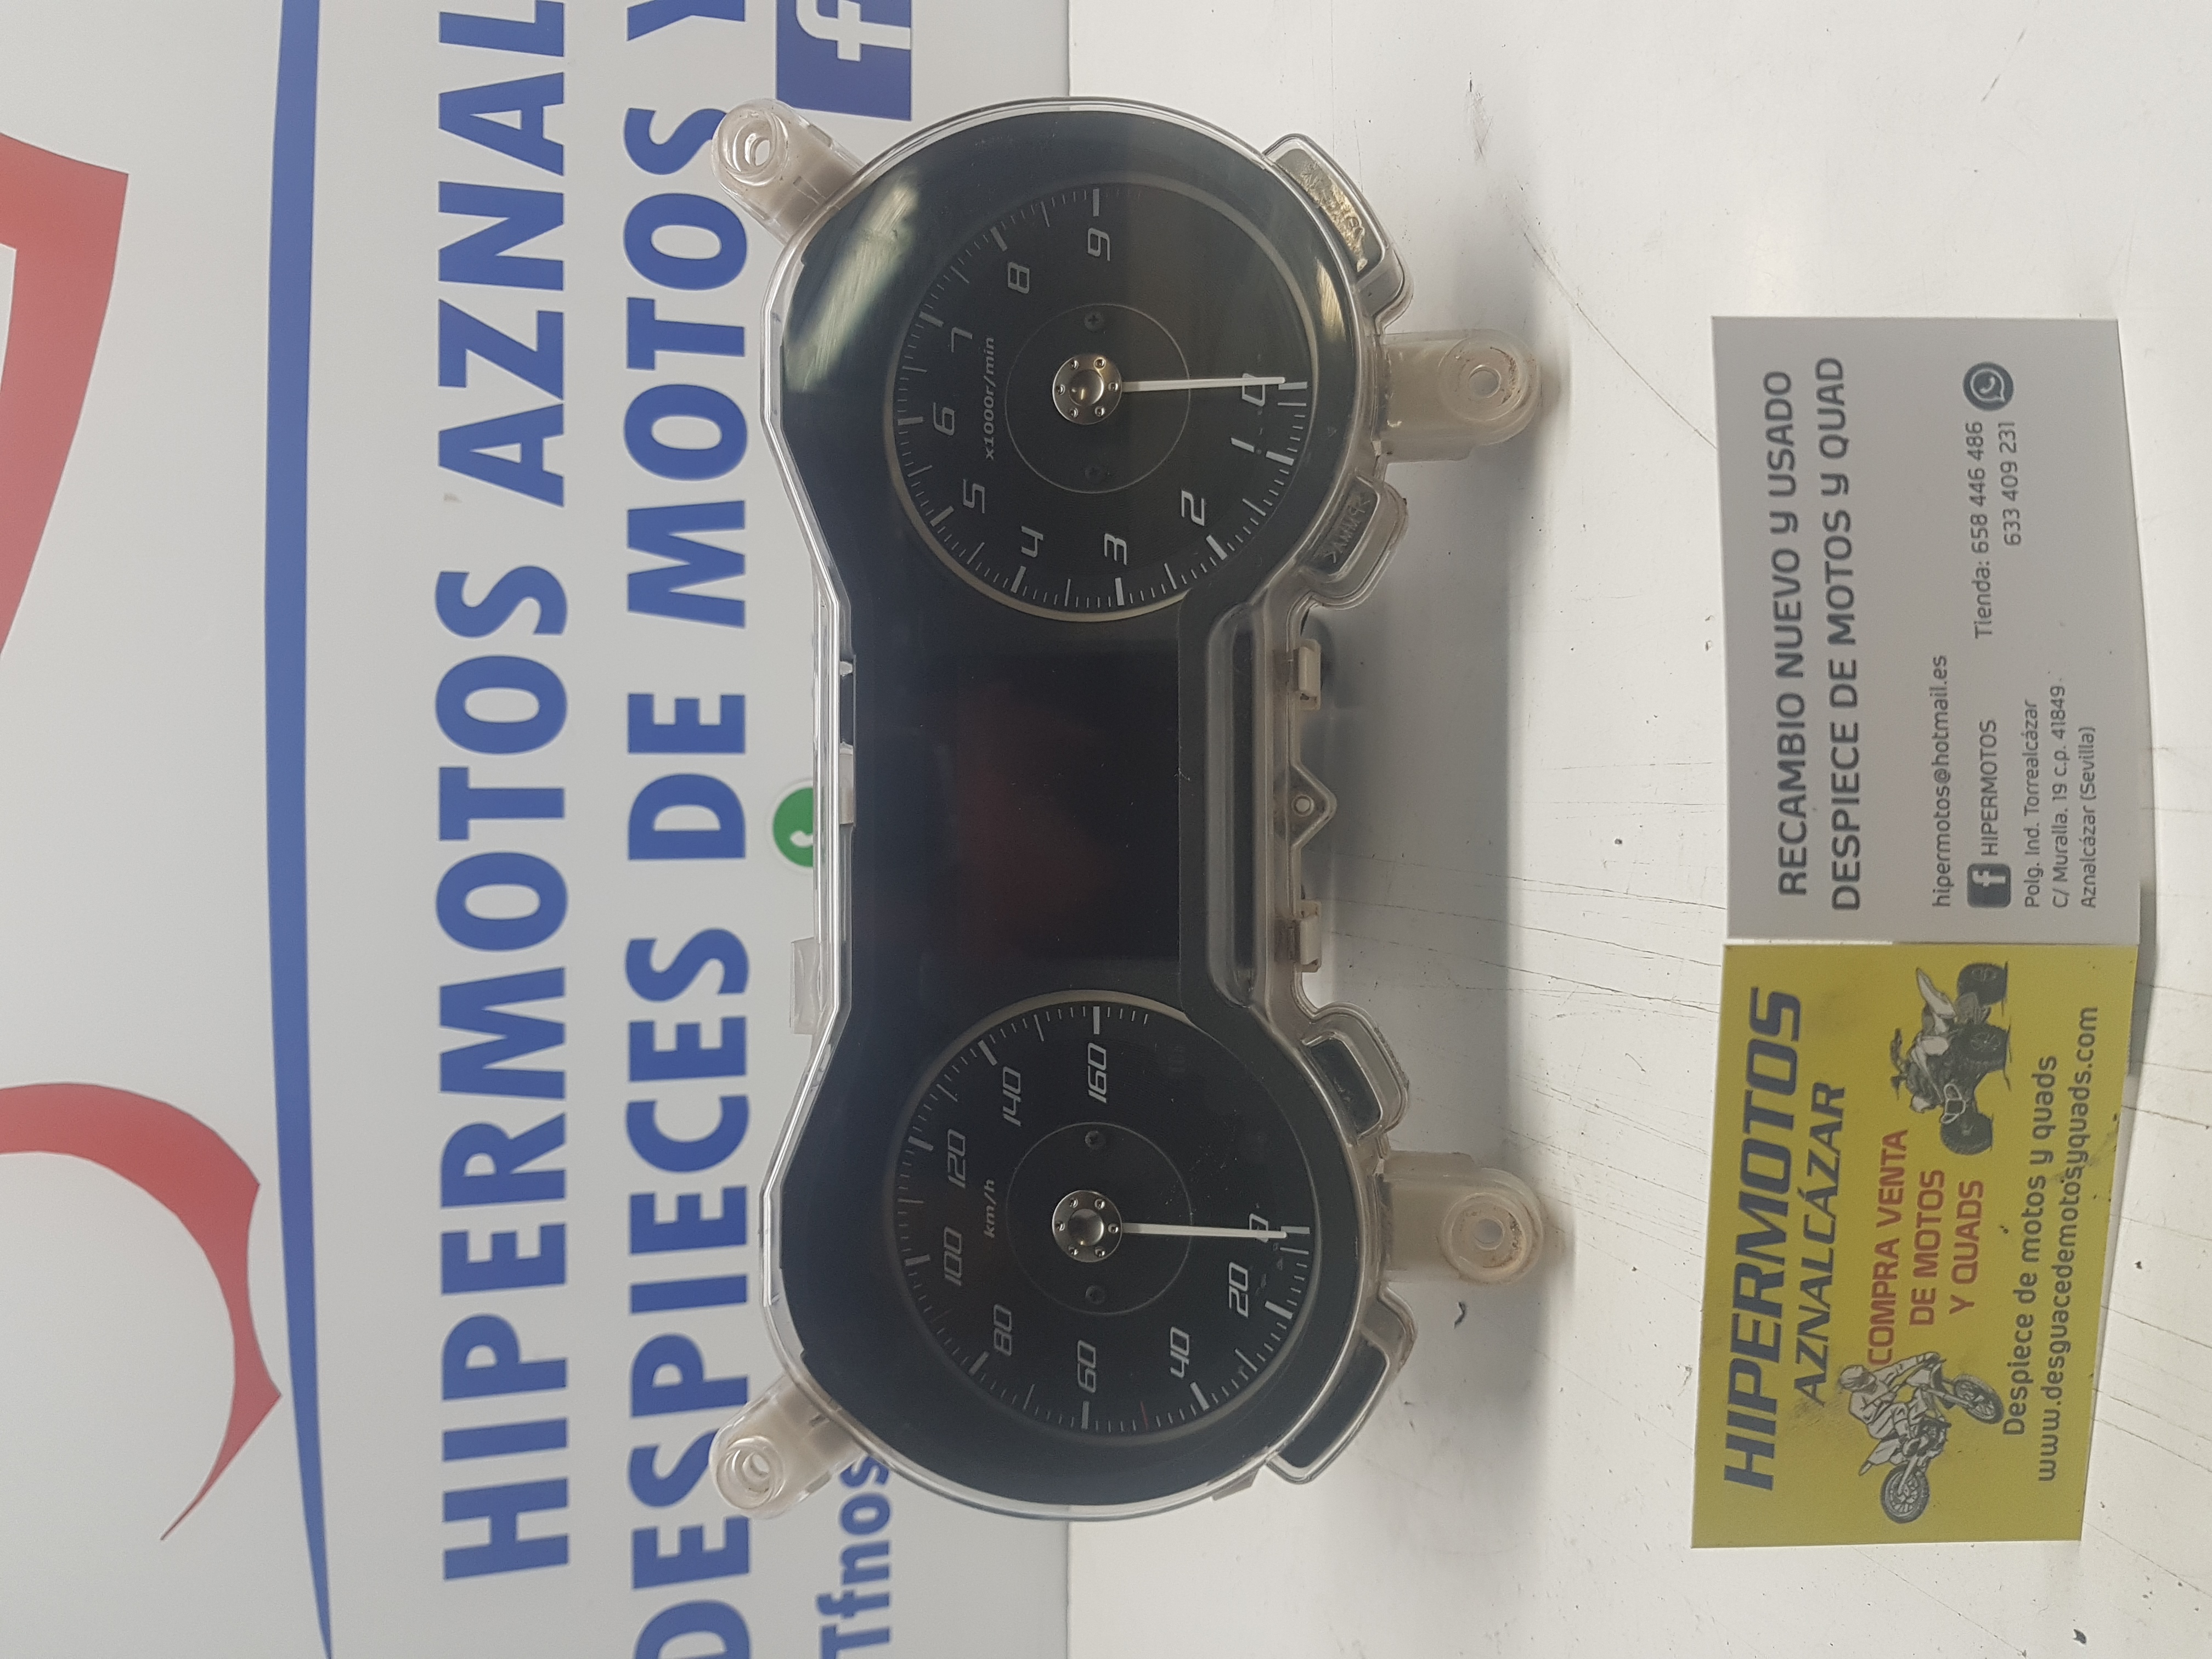 HIPERMOTOS AZNAL
DESPIECES DE MOTOS Y
Tfnos
f
0
20
40
60
80
100
120
140
160
km/h
0
1
2
3
4
5
6
7
8
9
x1000r/min
HIPERMOTOS
AZNALCÁZAR
COMPRA VENTA
DE MOTOS
Y QUADS
Despiece de motos y quads
www.desguacedemotosyquads.com
RECAMBIO NUEVO y USADO
DESPIECE DE MOTOS y QUAD
hipermotos@hotmail.es
f HIPERMOTOS
Tienda: 658 446 486
633 409 231
Polg. Ind. Torrealcázar
C/ Muralla. 19 c.p. 41849
Aznalcázar (Sevilla)